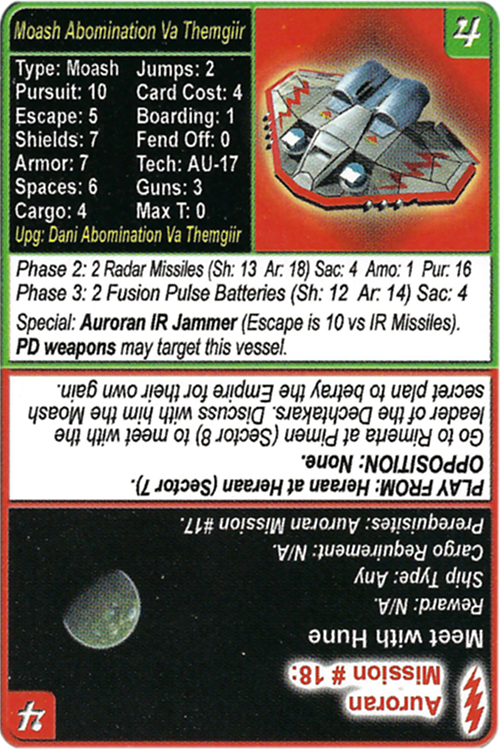 Moash Abomination Va Themgiir
Type: Moash Jumps: 2
Pursuit: 10 Card Cost: 4
Escape: 5 Boarding: 1
Shields: 7 Fend Off: 0
Armor: 7 Tech: AU-17
Spaces: 6 Guns: 3
Cargo: 4 Max T: 0
Upg: Dani Abomination Va Themgiir
Phase 2: 2 Radar Missiles (Sh: 13 Ar: 18) Sac: 4 Amo: 1 Pur: 16
Phase 3: 2 Fusion Pulse Batteries (Sh: 12 Ar: 14) Sac: 4
Special: Auroran IR Jammer (Escape is 10 vs IR Missiles).
PD weapons may target this vessel.
Auroran
Mission # 18:
Meet with Hune
Reward: N/A.
Ship Type: Any
Cargo Requirement: N/A.
Prerequisites: Auroran Mission #17.
PLAY FROM: Heraan at Heraan (Sector 7).
OPPOSITION: None.
Go to Rimerta at Pimen (Sector 8) to meet with the
leader of the Dechtakars. Discuss with him the Moash
secret plan to betray the Empire for their own gain.